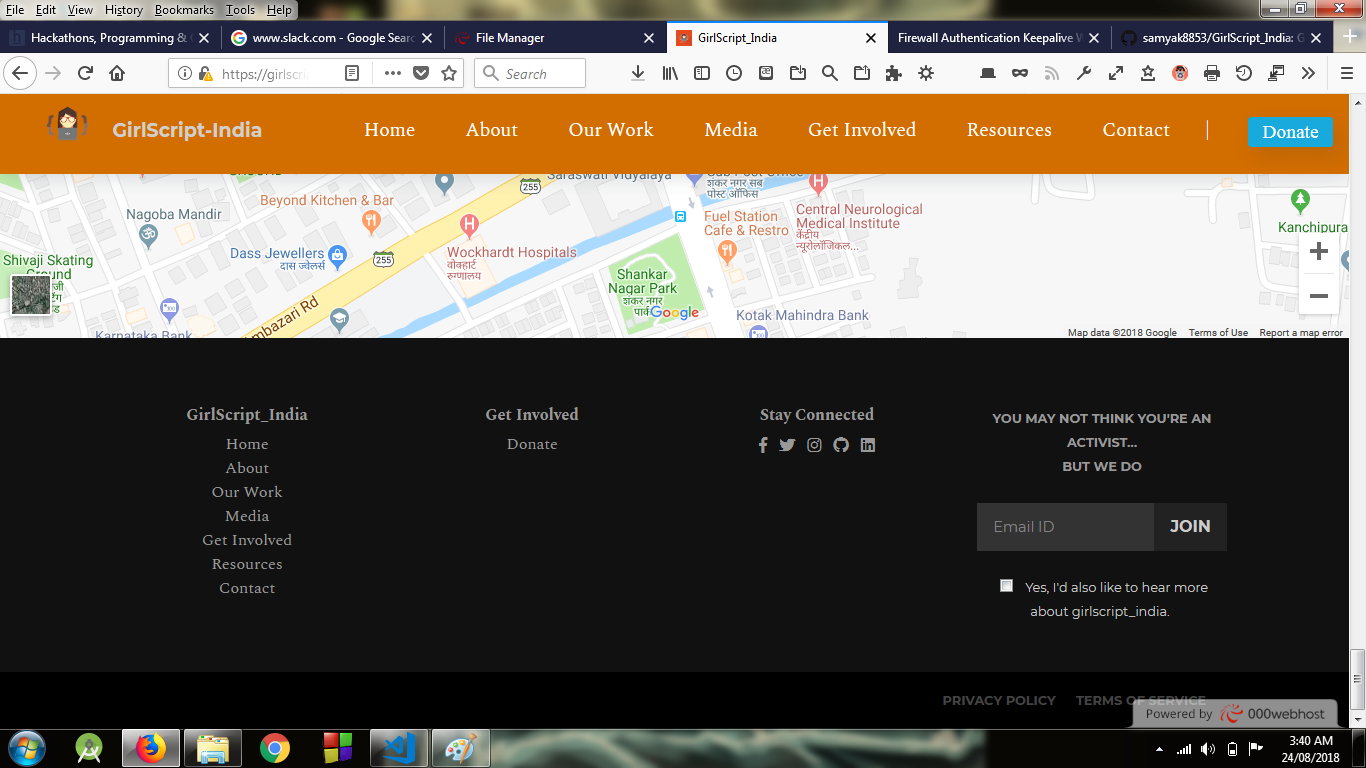 File Edit View History Bookmarks Tools Help
Hackathons, Programming &
www.slack.com - Google Sear
File Manager
GirlScript_India
Firewall Authentication Keepalive
samyak8853/GirlScript_India: G
https://girlscri
Search
GirlScript-India
Home
About
Our Work
Media
Get Involved
Resources
Contact
Donate
Saraswati Vidyalaya
255
शंकर नगर सब
पोस्ट ऑफिस
Beyond Kitchen & Bar
Nagoba Mandir
Fuel Station
Cafe & Restro
Central Neurological
Medical Institute
केंद्रीय
न्यूरोलॉजिकल...
Kanchipura
Dass Jewellers
दास ज्वेलर्स
255
Wockhardt Hospitals
वोक्हार्ट
रुग्णालय
Shivaji Skating
Ground
Shankar
Nagar Park
शंकर नगर
पार्क
Google
Kotak Mahindra Bank
Karnataka Bank
mbazari Rd
Map data ©2018 Google
Terms of Use
Report a map error
GirlScript_India
Home
About
Our Work
Media
Get Involved
Resources
Contact
Get Involved
Donate
Stay Connected
YOU MAY NOT THINK YOU'RE AN
ACTIVIST...
BUT WE DO
Email ID
JOIN
Yes, I'd also like to hear more
about girlscript_india.
PRIVACY POLICY
TERMS OF SERVICE
Powered by 000webhost
3:40 AM
24/08/2018